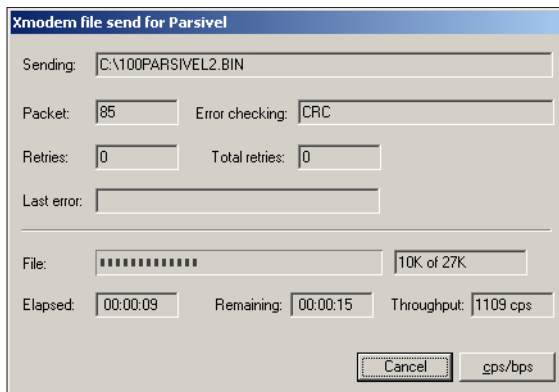 Xmodem file send for Parsivel
Sending: C:\100PARSIVEL2.BIN
Packet: 85 Error checking: CRC
Retries: 0 Total retries: 0
Last error:
File: 10K of 27K
Elapsed: 00:00:09 Remaining: 00:00:15 Throughput: 1109 cps
Cancel cps/bps